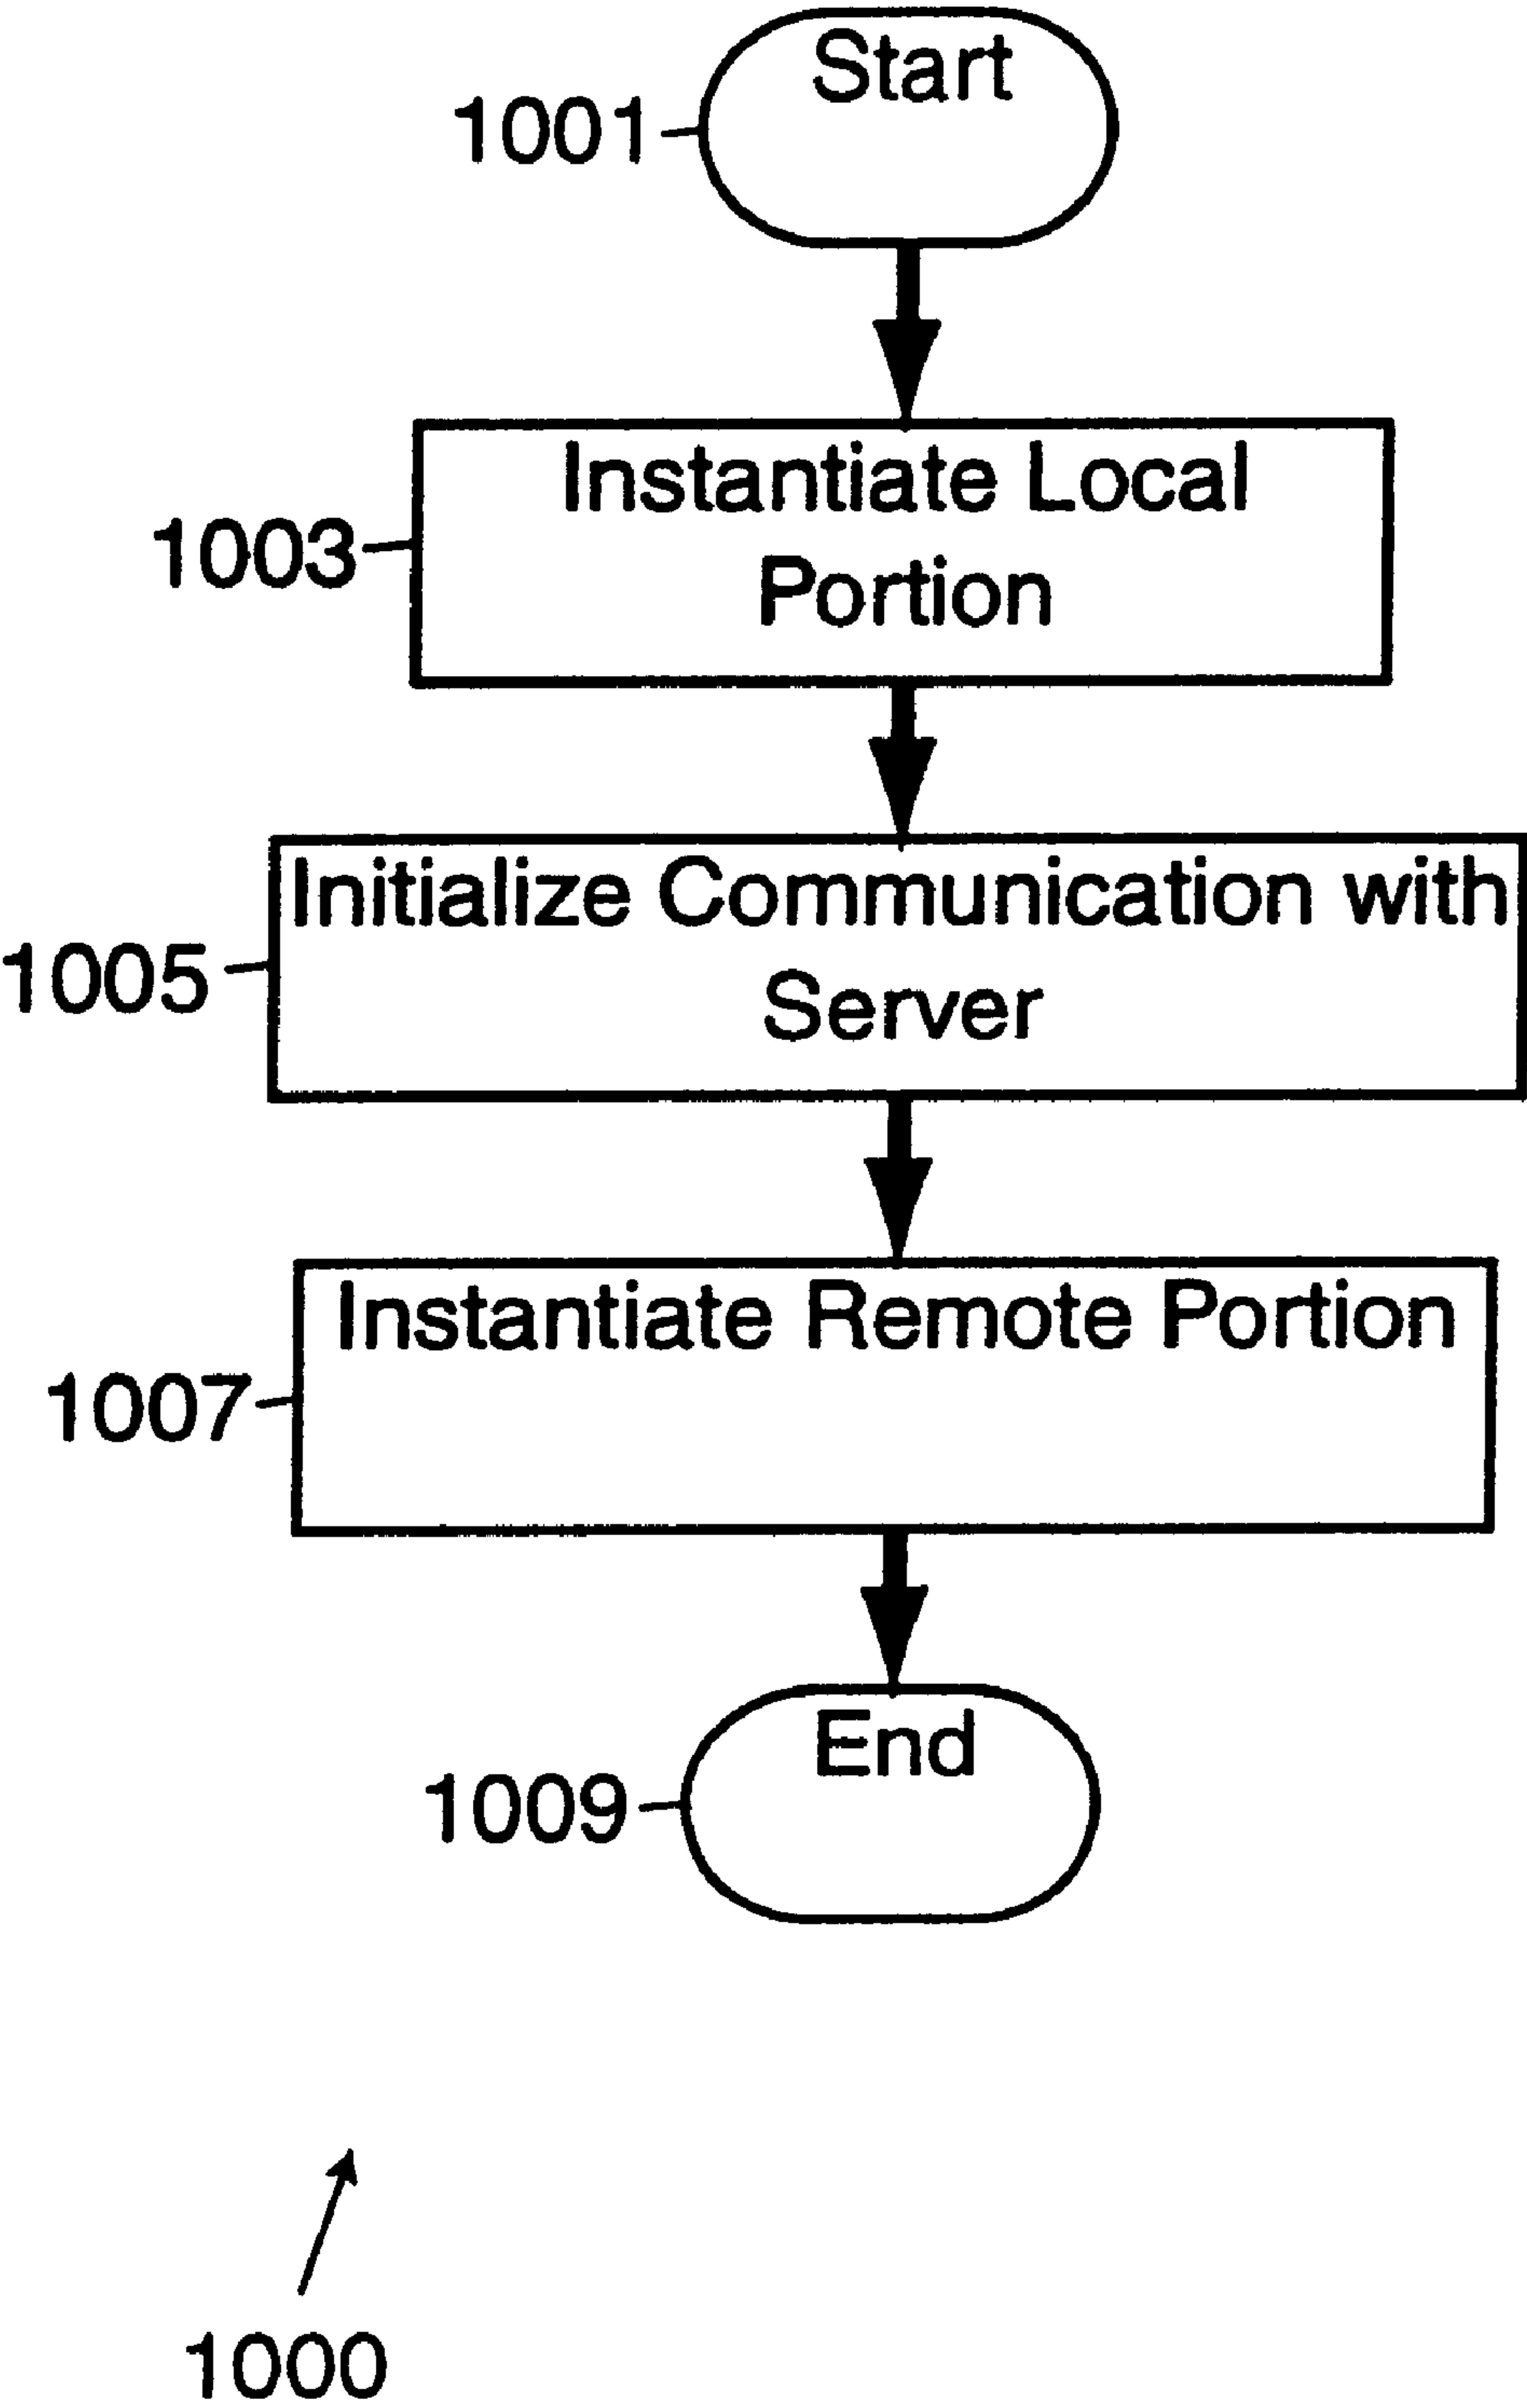 Start
1001
Instantiate Local
Portion
1003
Initialize Communication with
Server
1005
Instantiate Remote Portion
1007
End
1009
1000